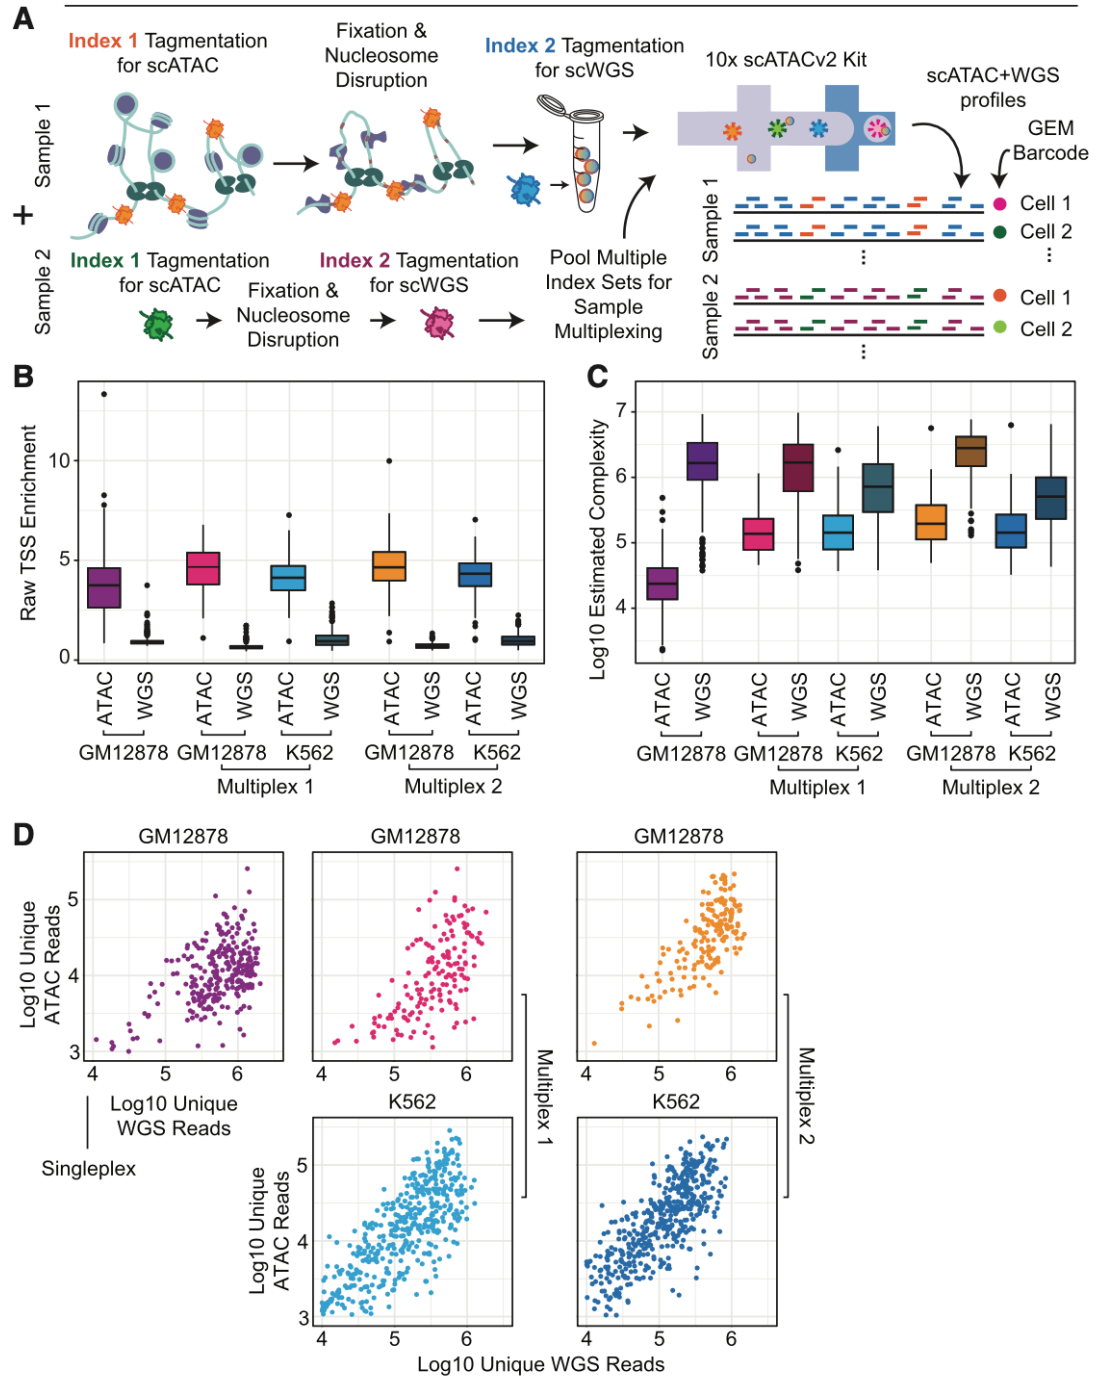 A
Index 1 Tagmentation
for scATAC
Fixation &
Nucleosome
Disruption
Index 2 Tagmentation
for scWGS
10x scATACv2 Kit
scATAC+WGS
profiles
GEM
Barcode
Sample 1
+
Sample 2
Index 1 Tagmentation
for scATAC
Fixation &
Nucleosome
Disruption
Index 2 Tagmentation
for scWGS
Pool Multiple
Index Sets for
Sample
Multiplexing
Sample 1
Cell 1
Cell 2
⋮
⋮
Sample 2
Cell 1
Cell 2
⋮
B
Raw TSS Enrichment
10
5
0
ATAC
WGS
ATAC
WGS
ATAC
WGS
ATAC
WGS
ATAC
WGS
GM12878
GM12878
K562
GM12878
K562
Multiplex 1
Multiplex 2
C
Log10 Estimated Complexity
7
6
5
4
ATAC
WGS
ATAC
WGS
ATAC
WGS
ATAC
WGS
ATAC
WGS
GM12878
GM12878
K562
GM12878
K562
Multiplex 1
Multiplex 2
D
GM12878
GM12878
GM12878
Log10 Unique
ATAC Reads
5
4
3
4 5 6
4 5 6
4 5 6
Log10 Unique
WGS Reads
Singleplex
Multiplex 1
Multiplex 2
K562
K562
Log10 Unique
ATAC Reads
5
4
3
4 5 6
4 5 6
Log10 Unique WGS Reads